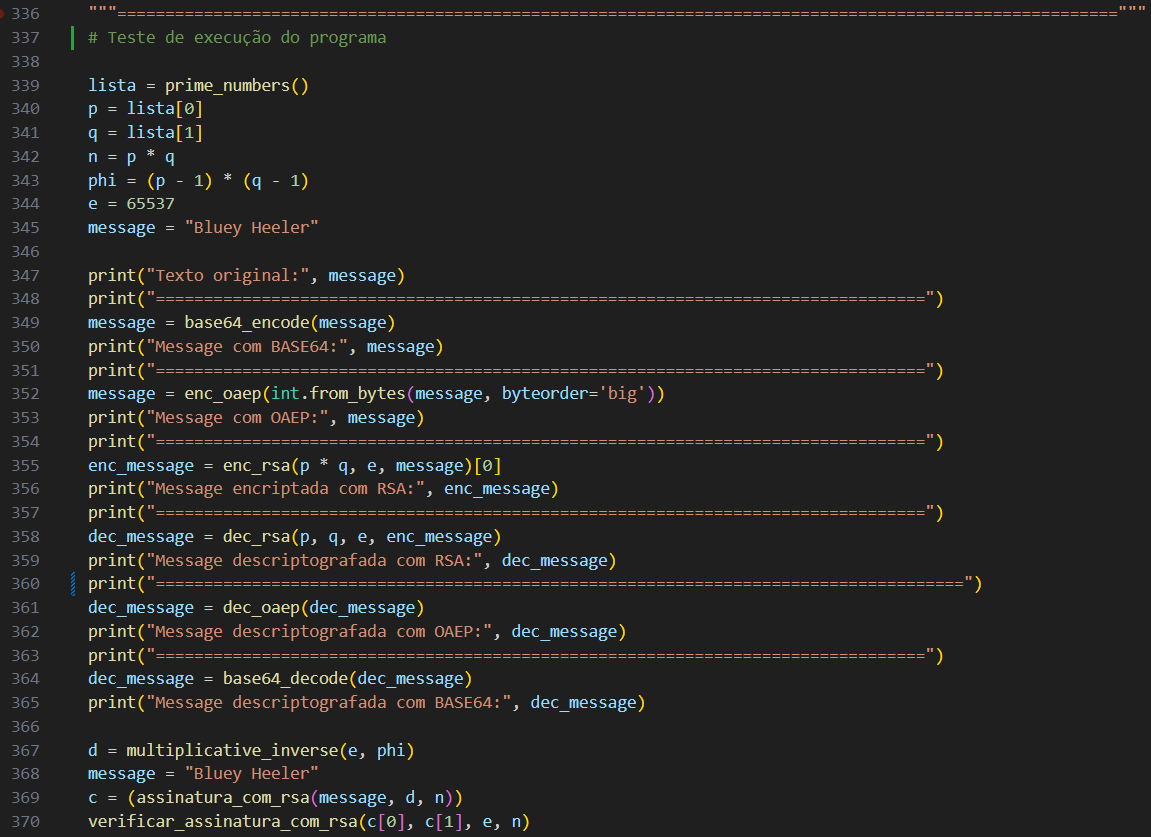 336 """========================================================================================================"""
337 # Teste de execução do programa
338
339 lista = prime_numbers()
340 p = lista[0]
341 q = lista[1]
342 n = p * q
343 phi = (p - 1) * (q - 1)
344 e = 65537
345 message = "Bluey Heeler"
346
347 print("Texto original:", message)
348 print("================================================================================")
349 message = base64_encode(message)
350 print("Message com BASE64:", message)
351 print("================================================================================")
352 message = enc_oaep(int.from_bytes(message, byteorder='big'))
353 print("Message com OAEP:", message)
354 print("================================================================================")
355 enc_message = enc_rsa(p * q, e, message)[0]
356 print("Message encriptada com RSA:", enc_message)
357 print("================================================================================")
358 dec_message = dec_rsa(p, q, e, enc_message)
359 print("Message descriptografada com RSA:", dec_message)
360 print("====================================================================================")
361 dec_message = dec_oaep(dec_message)
362 print("Message descriptografada com OAEP:", dec_message)
363 print("================================================================================")
364 dec_message = base64_decode(dec_message)
365 print("Message descriptografada com BASE64:", dec_message)
366
367 d = multiplicative_inverse(e, phi)
368 message = "Bluey Heeler"
369 c = (assinatura_com_rsa(message, d, n))
370 verificar_assinatura_com_rsa(c[0], c[1], e, n)